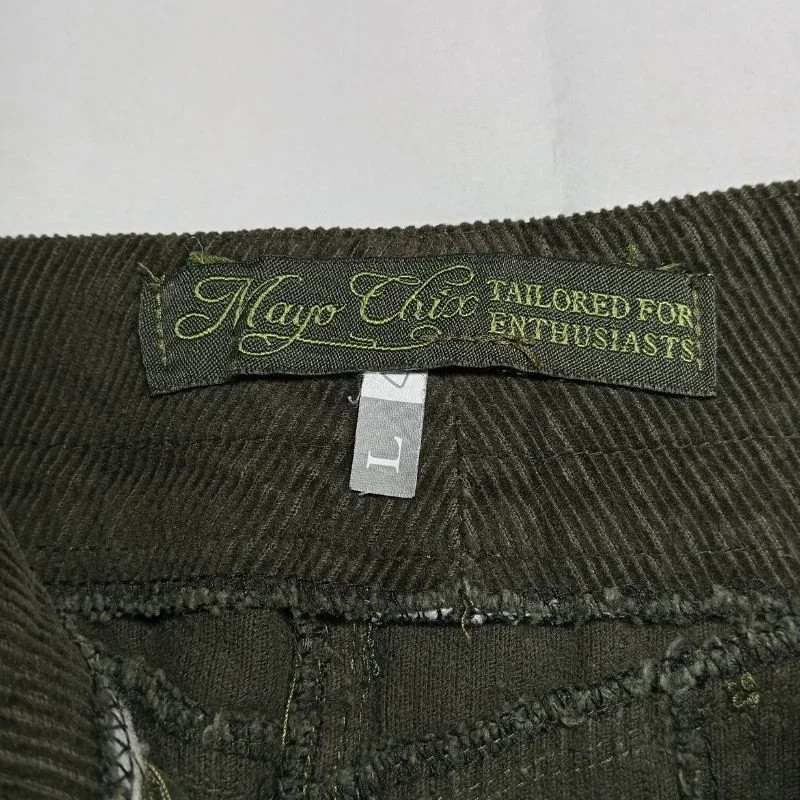 Mayo Chix
TAILORED FOR
ENTHUSIASTS
L